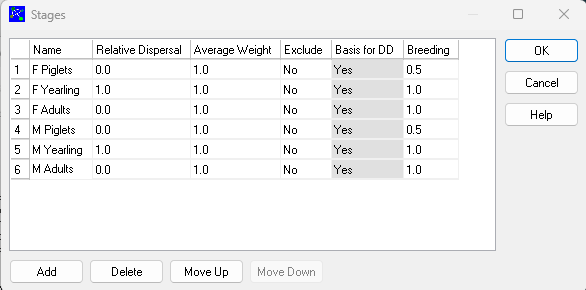 Stages
Name Relative Dispersal Average Weight Exclude Basis for DD Breeding
1 F Piglets 0.0 1.0 No Yes 0.5
2 F Yearling 1.0 1.0 No Yes 1.0
3 F Adults 0.0 1.0 No Yes 1.0
4 M Piglets 0.0 1.0 No Yes 0.5
5 M Yearling 1.0 1.0 No Yes 1.0
6 M Adults 0.0 1.0 No Yes 1.0
OK
Cancel
Help
Add Delete Move Up Move Down